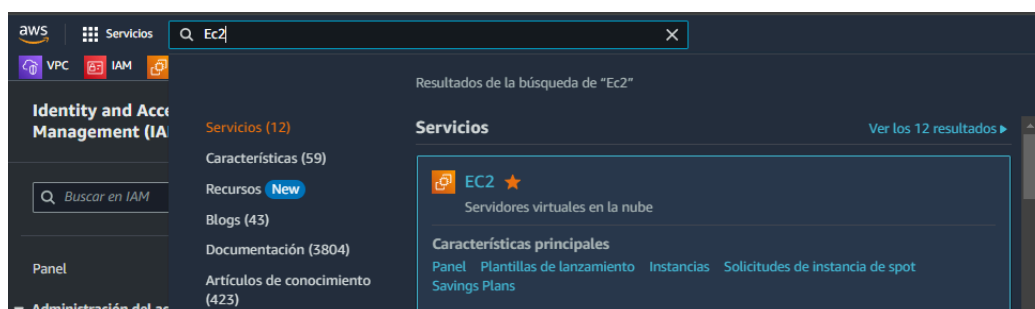 aws
Servicios
Ec2
VPC
IAM
Resultados de la búsqueda de “Ec2”
Identity and Acce
Management (IA
Buscar en IAM
Panel
Servicios (12)
Características (59)
Recursos New
Blogs (43)
Documentación (3804)
Artículos de conocimiento
(423)
Servicios
Ver los 12 resultados
EC2
Servidores virtuales en la nube
Características principales
Panel Plantillas de lanzamiento Instancias Solicitudes de instancia de spot
Savings Plans